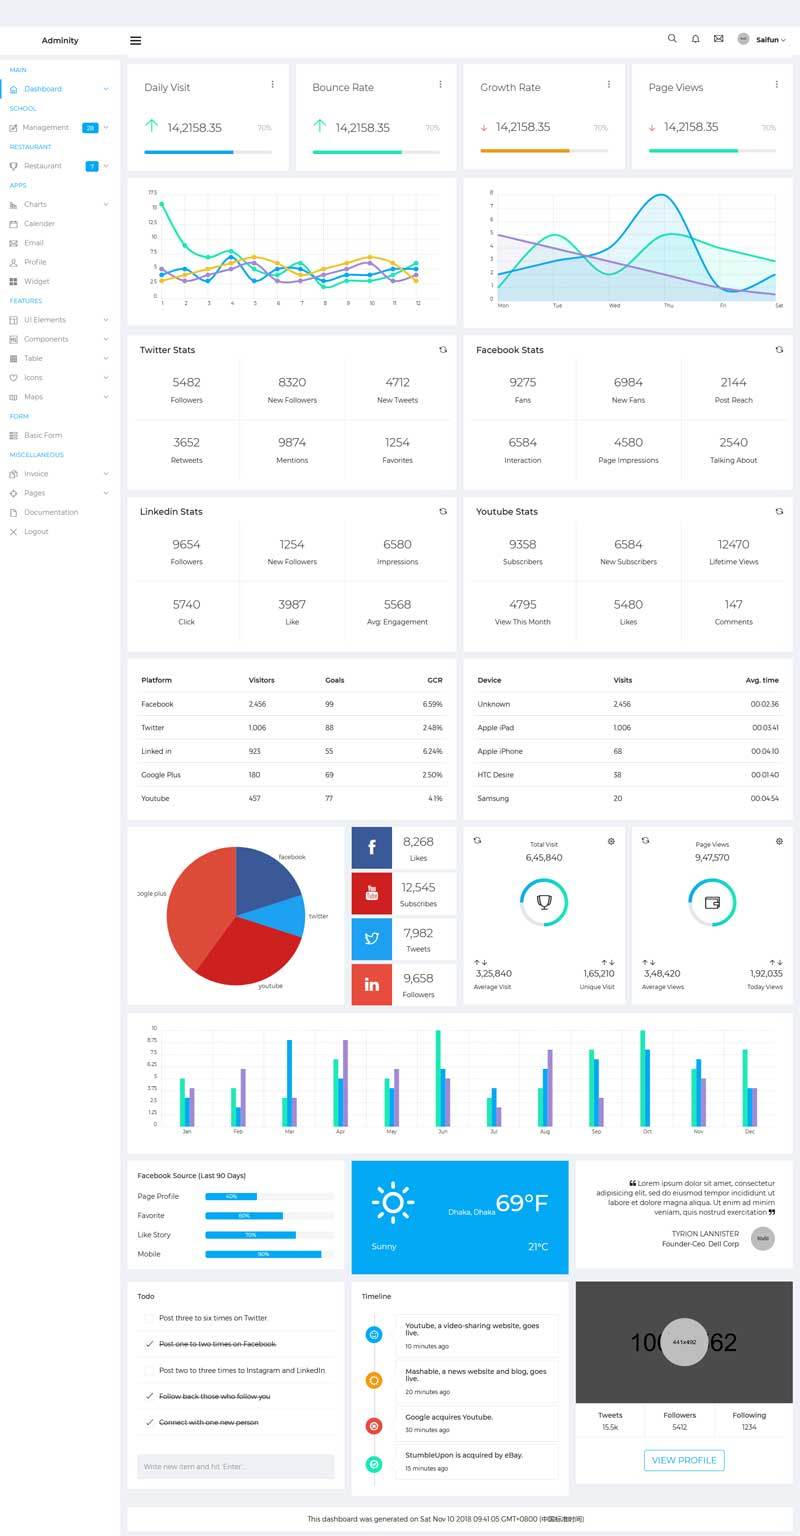 Adminity
Saifun
MAIN
Dashboard
SCHOOL
Management 28
RESTAURANT
Restaurant 7
APPS
Charts
Calender
Email
Profile
Widget
FEATURES
UI Elements
Components
Table
Icons
Maps
FORM
Basic Form
MISCELLANEOUS
Invoice
Pages
Documentation
Logout
Daily Visit
14,2158.35 70%
Bounce Rate
14,2158.35 70%
Growth Rate
14,2158.35 70%
Page Views
14,2158.35 70%
17.5
15
12.5
10
7.5
5
2.5
0
1 2 3 4 5 6 7 8 9 10 11 12
8
7
6
5
4
3
2
1
0
Mon Tue Wed Thu Fri Sat
Twitter Stats
5482 8320 4712
Followers New Followers New Tweets
3652 9874 1254
Retweets Mentions Favorites
Facebook Stats
9275 6984 2144
Fans New Fans Post Reach
6584 4580 2540
Interaction Page Impressions Talking About
Linkedin Stats
9654 1254 6580
Followers New Followers Impressions
5740 3987 5568
Click Like Avg: Engagement
Youtube Stats
9358 6584 12470
Subscribers New Subscribers Lifetime Views
4795 5480 147
View This Month Likes Comments
Platform Visitors Goals GCR
Facebook 2,456 99 6.59%
Twitter 1,006 88 2.48%
Linked in 923 55 6.24%
Google Plus 180 69 2.50%
Youtube 457 77 4.1%
Device Visits Avg. time
Unknown 2,456 00:02:36
Apple iPad 1,006 00:03:41
Apple iPhone 68 00:04:10
HTC Desire 38 00:01:40
Samsung 20 00:04:54
facebook
oogle plus
twitter
youtube
8,268
Likes
You
Tube
12,545
Subscribes
7,982
Tweets
in
9,658
Followers
Total Visit
6,45,840
3,25,840 1,65,210
Average Visit Unique Visit
Page Views
9,47,570
3,48,420 1,92,035
Average Views Today Views
10
8.75
7.5
6.25
5
3.75
2.5
1.25
0
Jan Feb Mar Apr May Jun Jul Aug Sep Oct Nov Dec
Facebook Source (Last 90 Days)
Page Profile 40%
Favorite 60%
Like Story 70%
Mobile 90%
Dhaka, Dhaka 69°F
Sunny 21°C
❝ Lorem ipsum dolor sit amet, consectetur
adipisicing elit, sed do eiusmod tempor incididunt ut
labore et dolore magna aliqua. Ut enim ad minim
veniam, quis nostrud exercitation ❞
TYRION LANNISTER
Founder-Ceo. Dell Corp
Todo
Post three to six times on Twitter.
Post one to two times on Facebook.
Post two to three times to Instagram and LinkedIn.
Follow back those who follow you
Connect with one new person
Write new item and hit 'Enter'...
Timeline
Youtube, a video-sharing website, goes
live.
10 minutes ago
Mashable, a news website and blog, goes
live.
20 minutes ago
Google acquires Youtube.
30 minutes ago
StumbleUpon is acquired by eBay.
15 minutes ago
441x492
Tweets Followers Following
15.5k 5412 1234
VIEW PROFILE
This dashboard was generated on Sat Nov 10 2018 09:41:05 GMT+0800 (中国标准时间)